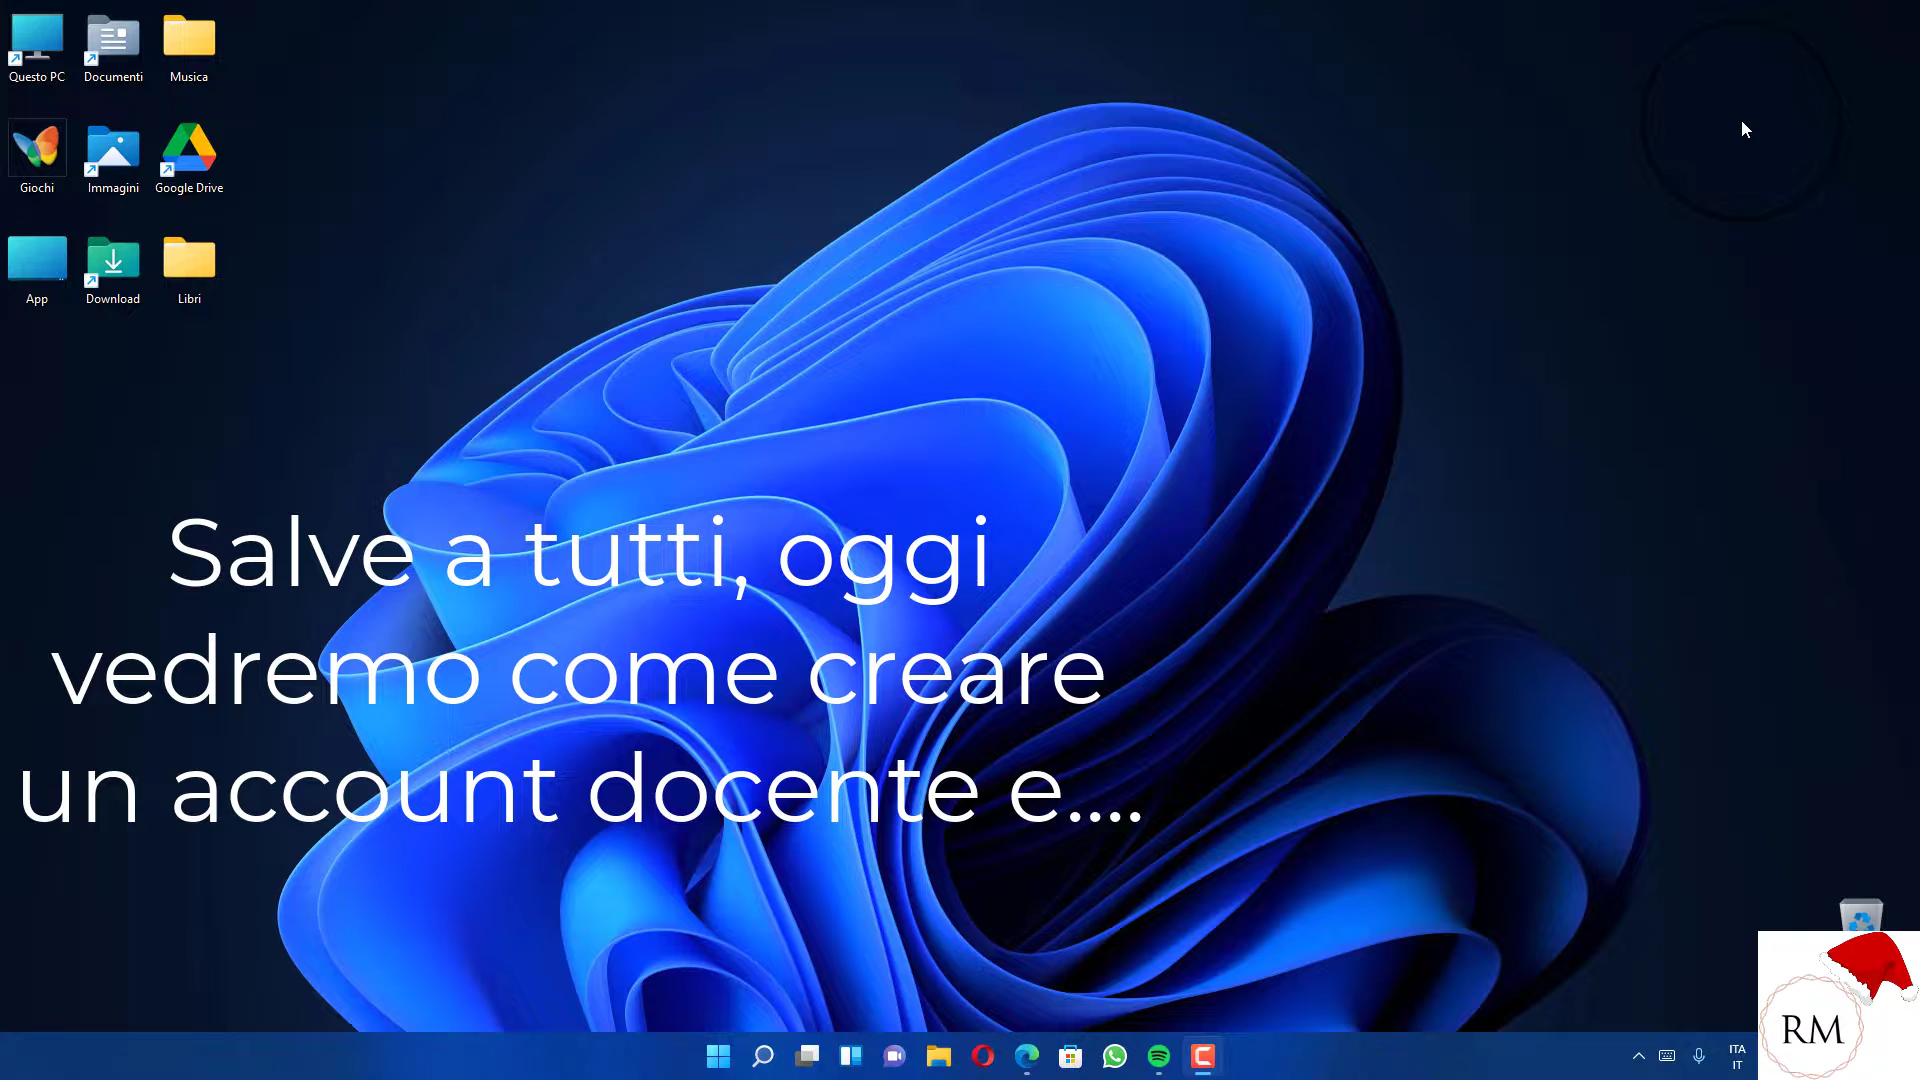 Questo PC
Documenti
Musica
Giochi
Immagini
Google Drive
App
Download
Libri
Salve a tutti, oggi
vedremo come creare
un account docente e....
ITA
IT
RM